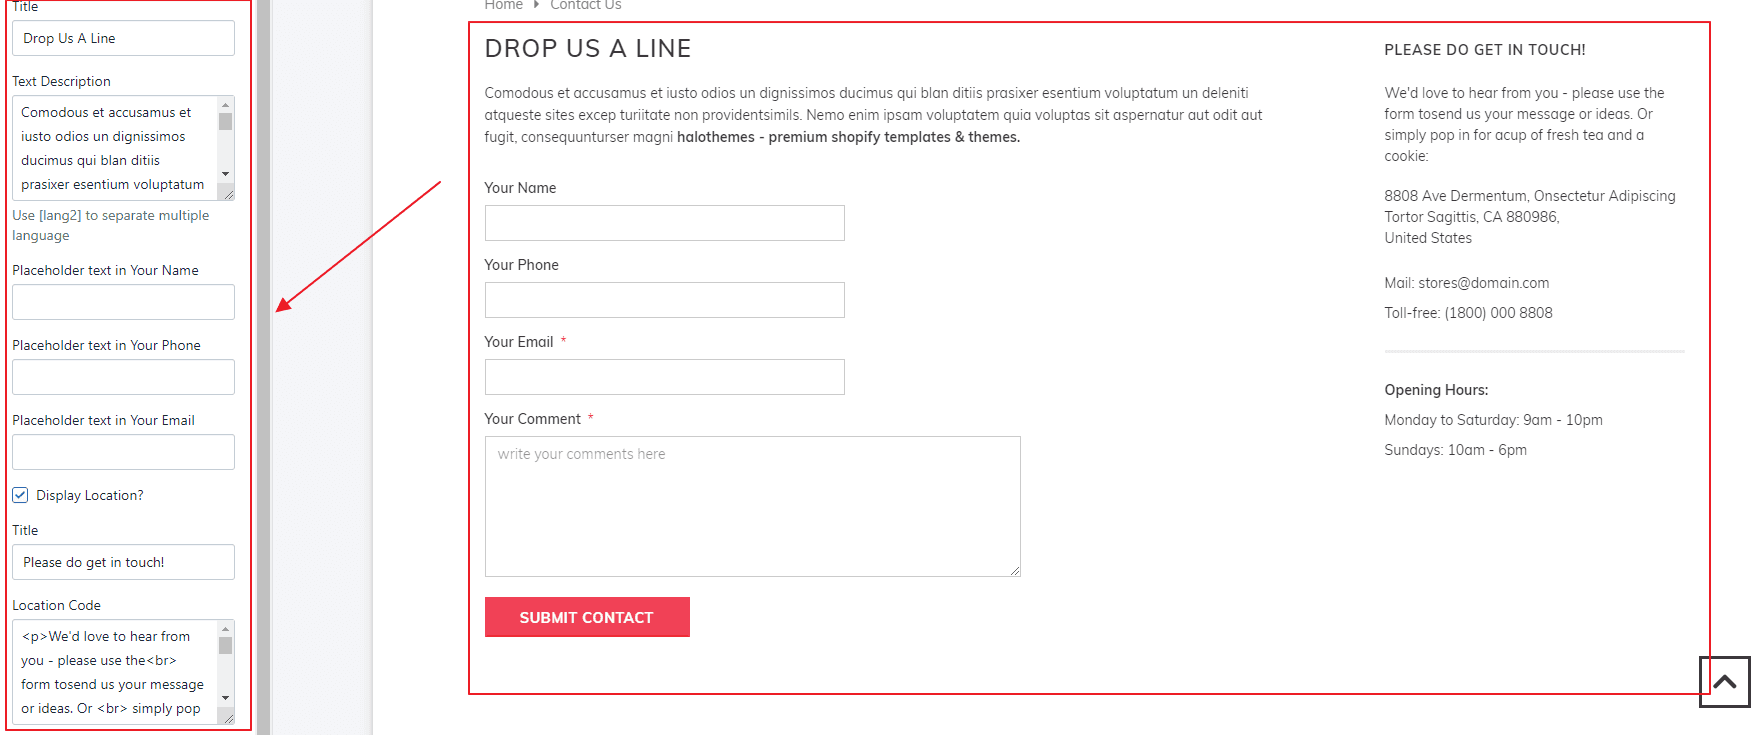 Title
Drop Us A Line
Text Description
Comodous et accusamus et
iusto odios un dignissimos
ducimus qui blan ditiis
prasixer esentium voluptatum
Use [lang2] to separate multiple
language
Placeholder text in Your Name
Placeholder text in Your Phone
Placeholder text in Your Email
Display Location?
Title
Please do get in touch!
Location Code
<p>We'd love to hear from
you - please use the<br>
form tosend us your message
or ideas. Or <br> simply pop
Home Contact Us
DROP US A LINE
Comodous et accusamus et iusto odios un dignissimos ducimus qui blan ditiis prasixer esentium voluptatum un deleniti
atqueste sites excep turiitate non providentsimils. Nemo enim ipsam voluptatem quia voluptas sit aspernatur aut odit aut
fugit, consequunturser magni halothemes - premium shopify templates & themes.
Your Name
Your Phone
Your Email *
Your Comment *
write your comments here
SUBMIT CONTACT
PLEASE DO GET IN TOUCH!
We'd love to hear from you - please use the
form tosend us your message or ideas. Or
simply pop in for acup of fresh tea and a
cookie:
8808 Ave Dermentum, Onsectetur Adipiscing
Tortor Sagittis, CA 880986,
United States
Mail: stores@domain.com
Toll-free: (1800) 000 8808
Opening Hours:
Monday to Saturday: 9am - 10pm
Sundays: 10am - 6pm